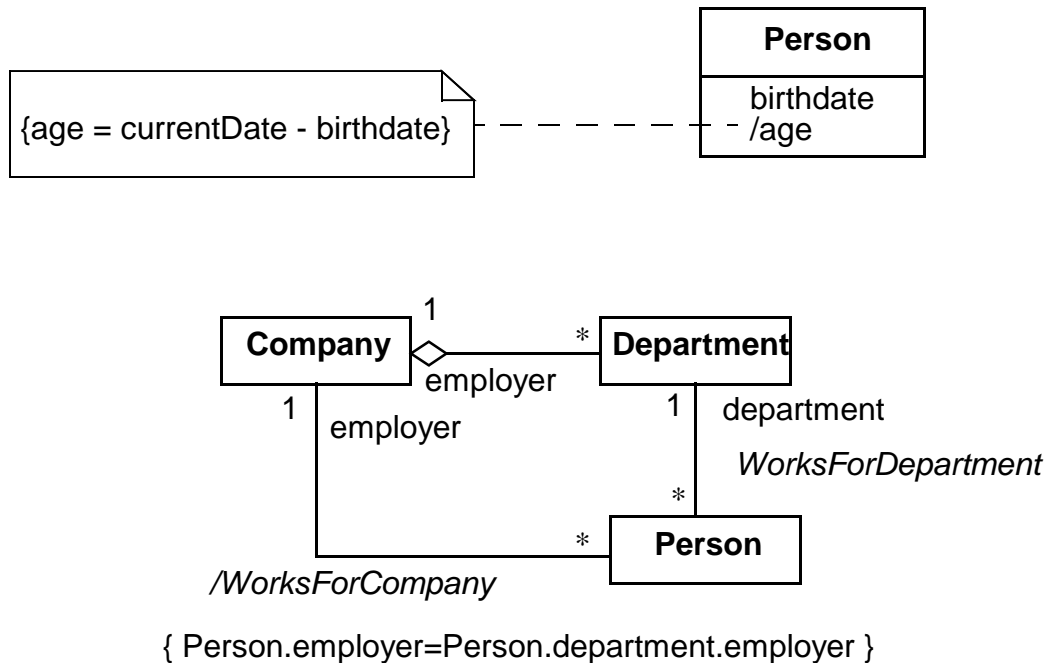 Person
birthdate
/age
{age = currentDate - birthdate}
1
*
Company
Department
employer
1
employer
1
department
WorksForDepartment
*
*
Person
/WorksForCompany
{ Person.employer=Person.department.employer }